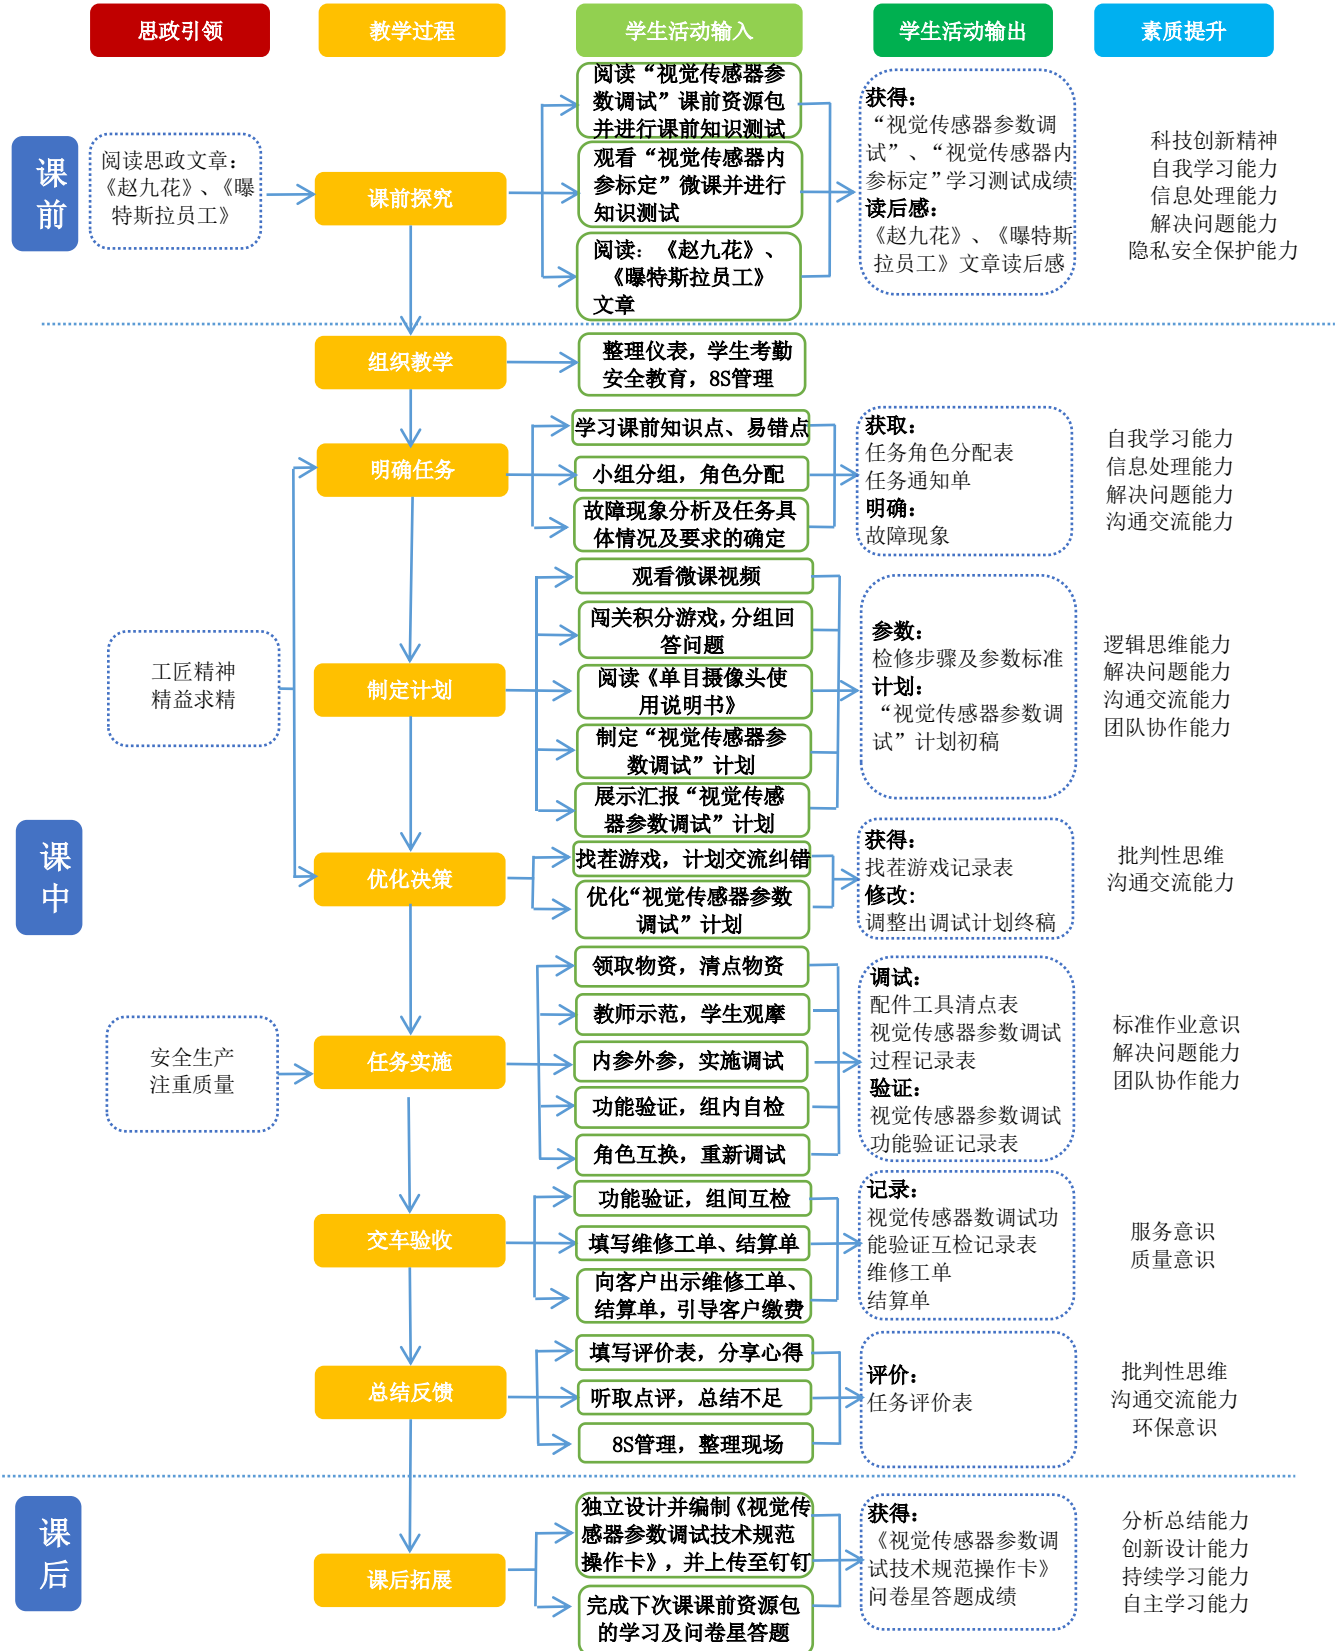 思政引领
教学过程
学生活动输入
学生活动输出
素质提升
课
前
阅读思政文章：
《赵九花》、《曝
特斯拉员工》
课前探究
阅读“视觉传感器参
数调试”课前资源包
并进行课前知识测试
观看“视觉传感器内
参标定”微课并进行
知识测试
阅读：《赵九花》、
《曝特斯拉员工》
文章
获得：
“视觉传感器参数调
试”、“视觉传感器内
参标定”学习测试成绩
读后感：
《赵九花》、《曝特斯
拉员工》文章读后感
科技创新精神
自我学习能力
信息处理能力
解决问题能力
隐私安全保护能力
课
中
组织教学
整理仪表，学生考勤
安全教育，8S管理
工匠精神
精益求精
明确任务
学习课前知识点、易错点
小组分组，角色分配
故障现象分析及任务具
体情况及要求的确定
获取：
任务角色分配表
任务通知单
明确：
故障现象
自我学习能力
信息处理能力
解决问题能力
沟通交流能力
制定计划
观看微课视频
闯关积分游戏，分组回
答问题
阅读《单目摄像头使
用说明书》
制定“视觉传感器参
数调试”计划
展示汇报“视觉传感
器参数调试”计划
参数：
检修步骤及参数标准
计划：
“视觉传感器参数调
试”计划初稿
逻辑思维能力
解决问题能力
沟通交流能力
团队协作能力
优化决策
找茬游戏，计划交流纠错
优化“视觉传感器参数
调试”计划
获得：
找茬游戏记录表
修改：
调整出调试计划终稿
批判性思维
沟通交流能力
安全生产
注重质量
任务实施
领取物资，清点物资
教师示范，学生观摩
内参外参，实施调试
功能验证，组内自检
角色互换，重新调试
调试：
配件工具清点表
视觉传感器参数调试
过程记录表
验证：
视觉传感器参数调试
功能验证记录表
标准作业意识
解决问题能力
团队协作能力
交车验收
功能验证，组间互检
填写维修工单、结算单
向客户出示维修工单、
结算单，引导客户缴费
记录：
视觉传感器数调试功
能验证互检记录表
维修工单
结算单
服务意识
质量意识
总结反馈
填写评价表，分享心得
听取点评，总结不足
8S管理，整理现场
评价：
任务评价表
批判性思维
沟通交流能力
环保意识
课
后
课后拓展
独立设计并编制《视觉传
感器参数调试技术规范
操作卡》，并上传至钉钉
完成下次课课前资源包
的学习及问卷星答题
获得：
《视觉传感器参数调
试技术规范操作卡》
问卷星答题成绩
分析总结能力
创新设计能力
持续学习能力
自主学习能力